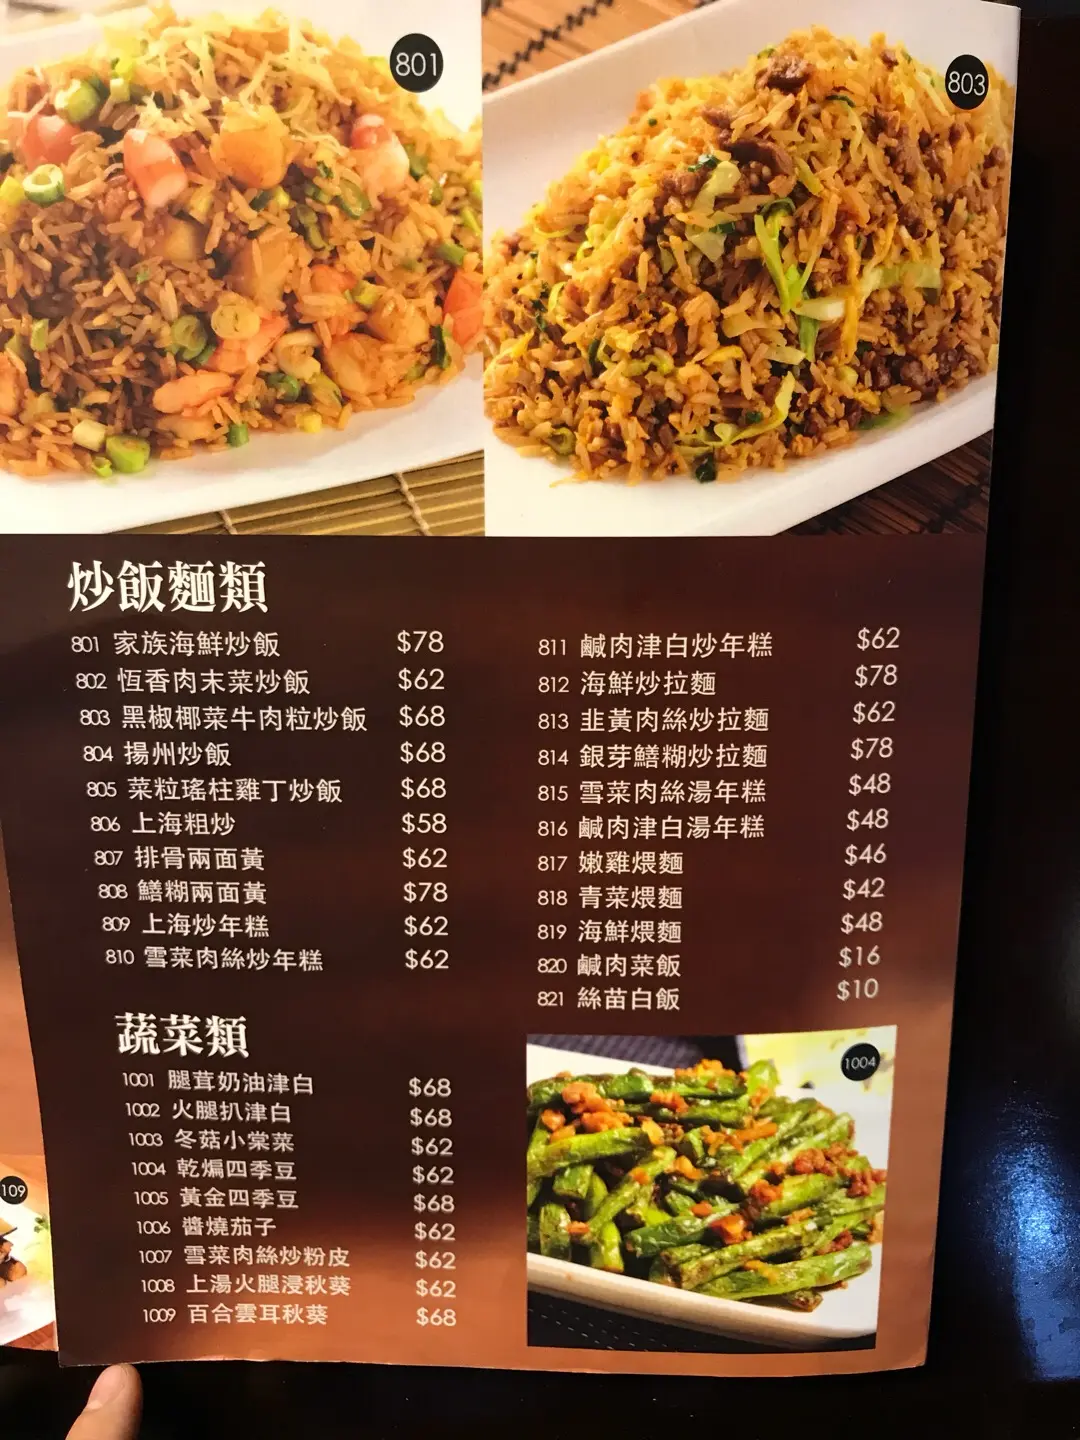 801
803
炒飯麵類
801 家族海鮮炒飯 $78
802 恆香肉末菜炒飯 $62
803 黑椒椰菜牛肉粒炒飯 $68
804 揚州炒飯 $68
805 菜粒瑤柱雞丁炒飯 $68
806 上海粗炒 $58
807 排骨兩面黃 $62
808 鱔糊兩面黃 $78
809 上海炒年糕 $62
810 雪菜肉絲炒年糕 $62
811 鹹肉津白炒年糕 $62
812 海鮮炒拉麵 $78
813 韭黃肉絲炒拉麵 $62
814 銀芽鱔糊炒拉麵 $78
815 雪菜肉絲湯年糕 $48
816 鹹肉津白湯年糕 $48
817 嫩雞煨麵 $46
818 青菜煨麵 $42
819 海鮮煨麵 $48
820 鹹肉菜飯 $16
821 絲苗白飯 $10
蔬菜類
1001 腿茸奶油津白 $68
1002 火腿扒津白 $68
1003 冬菇小棠菜 $62
1004 乾煸四季豆 $62
1005 黃金四季豆 $68
1006 醬燒茄子 $62
1007 雪菜肉絲炒粉皮 $62
1008 上湯火腿浸秋葵 $62
1009 百合雲耳秋葵 $68
1004
109